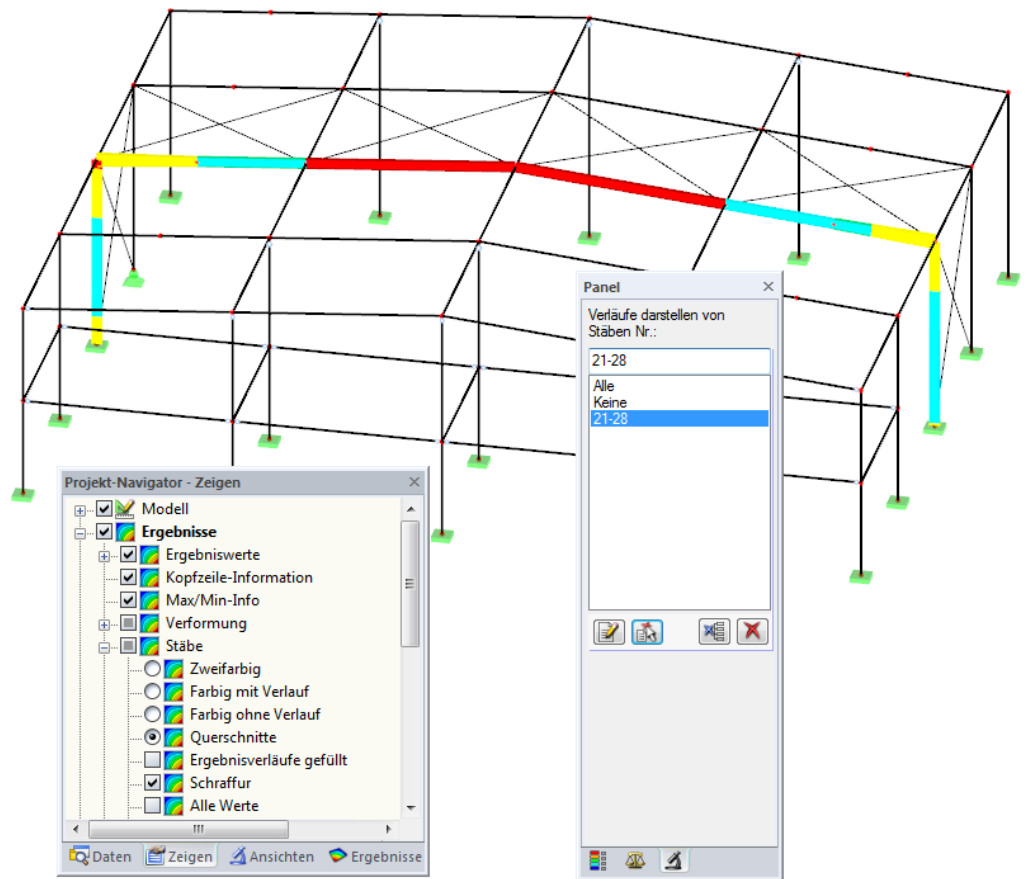 Panel
Verläufe darstellen von
Stäben Nr.:
21-28
Alle
Keine
21-28
Projekt-Navigator - Zeigen
Modell
Ergebnisse
Ergebniswerte
Kopfzeile-Information
Max/Min-Info
Verformung
Stäbe
Zweifarbig
Farbig mit Verlauf
Farbig ohne Verlauf
Querschnitte
Ergebnisverläufe gefüllt
Schraffur
Alle Werte
Daten Zeigen Ansichten Ergebnisse